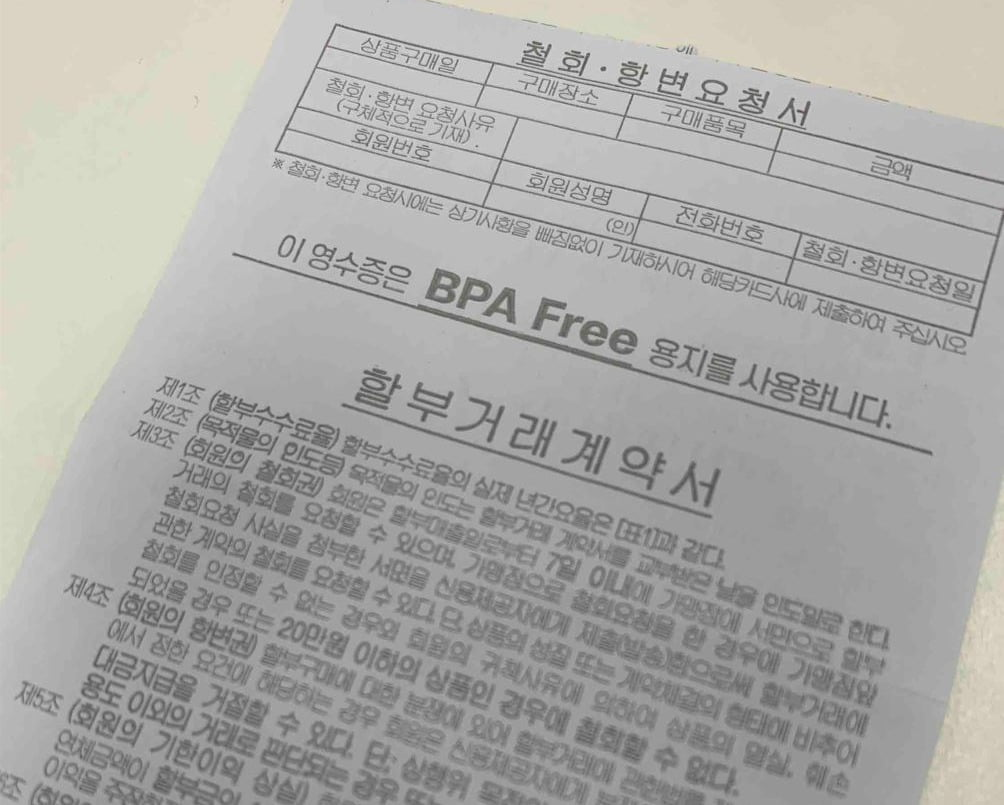 철회·항변요청서
상품구매일 구매장소 구매품목 금액
철회·항변 요청사유
(구체적으로 기재).
회원번호 회원성명 전화번호 철회·항변요청일
(인)
※ 철회·항변 요청시에는 상기사항을 빠짐없이 기재하시어 해당카드사에 제출하여 주십시오
이 영수증은 BPA Free 용지를 사용합니다.
할부거래계약서
제1조 (할부수수료율) 할부수수료율의 실제 년간요율은 [표1]과 같다.
제2조 (목적물의 인도등) 목적물의 인도는 할부거래 계약서를 교부받은 날을 인도일로 한다.
제3조 (회원의 철회권) 회원은 할부매출일로부터 7일 이내에 가맹점에 서면으로 할부
거래의 철회를 요청할 수 있으며, 가맹점으로 철회요청을 한 경우에 가맹점앞
철회요청 사실을 첨부한 서면을 신용제공자에게 제출(발송)함으로써 할부거래에
관한 계약의 철회를 요청할 수 있다. 단, 상품의 성질 또는 계약체결의 형태에 비추어
철회를 인정할 수 없는 경우와 회원의 귀책사유에 의하여 상품의 멸실, 훼손
되었을 경우 또는 20만원 이하의 상품인 경우에 철회할 수 없다.
제4조 (회원의 항변권) 할부구매에 대한 분쟁에 있어 할부거래에 관한법률
에서 정한 요건에 해당하는 경우 회원은 신용제공자에게
대금지급을 거절할 수 있다. 단, 상행위
용도 이외의 거래로 판단되는 경우
제5조 (회원의 기한이익 상실)
연체금액이 할부금의
이익을